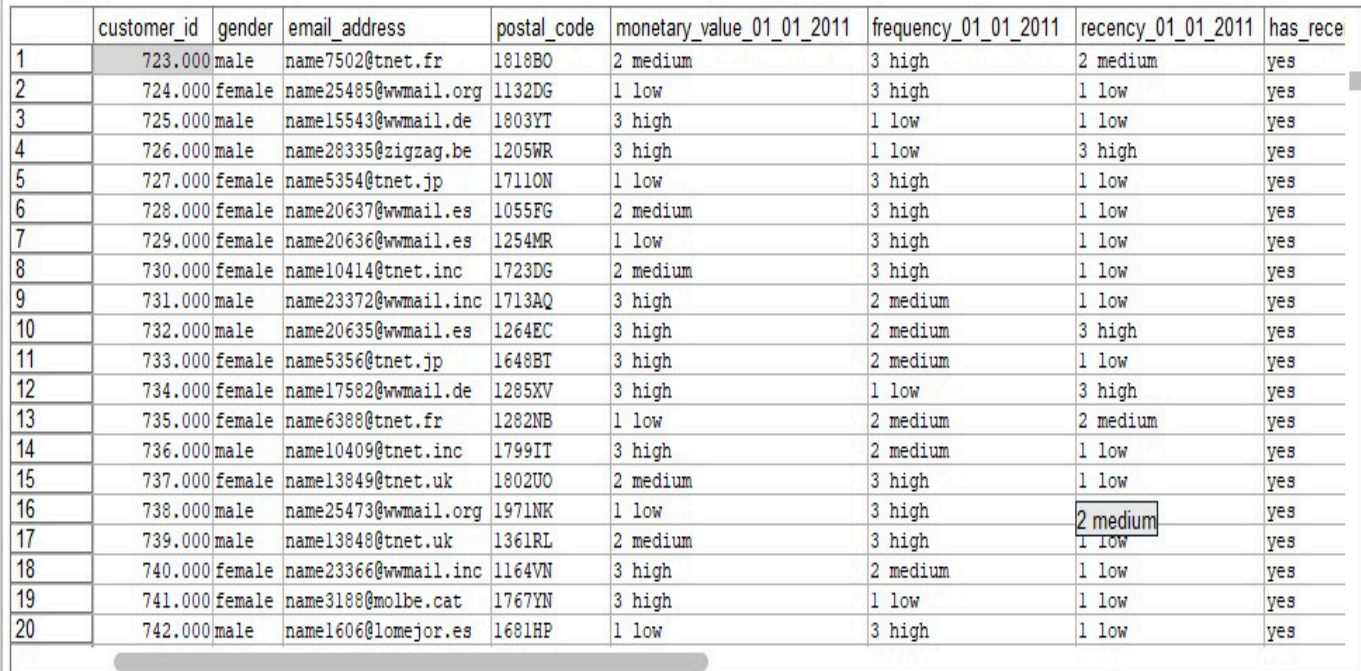 customer_id gender email_address postal_code monetary_value_01_01_2011 frequency_01_01_2011 recency_01_01_2011 has_recei
1 723.000 male name7502@tnet.fr 1818BO 2 medium 3 high 2 medium yes
2 724.000 female name25485@wwmail.org 1132DG 1 low 3 high 1 low yes
3 725.000 male name15543@wwmail.de 1803YT 3 high 1 low 1 low yes
4 726.000 male name28335@zigzag.be 1205WR 3 high 1 low 3 high yes
5 727.000 female name5354@tnet.jp 1711ON 1 low 3 high 1 low yes
6 728.000 female name20637@wwmail.es 1055FG 2 medium 3 high 1 low yes
7 729.000 female name20636@wwmail.es 1254MR 1 low 3 high 1 low yes
8 730.000 female name10414@tnet.inc 1723DG 2 medium 3 high 1 low yes
9 731.000 male name23372@wwmail.inc 1713AQ 3 high 2 medium 1 low yes
10 732.000 male name20635@wwmail.es 1264EC 3 high 2 medium 3 high yes
11 733.000 female name5356@tnet.jp 1648BT 3 high 2 medium 1 low yes
12 734.000 female name17582@wwmail.de 1285XV 3 high 1 low 3 high yes
13 735.000 female name6388@tnet.fr 1282NB 1 low 2 medium 2 medium yes
14 736.000 male name10409@tnet.inc 1799IT 3 high 2 medium 1 low yes
15 737.000 female name13849@tnet.uk 1802UO 2 medium 3 high 1 low yes
16 738.000 male name25473@wwmail.org 1971NK 1 low 3 high 2 medium yes
17 739.000 male name13848@tnet.uk 1361RL 2 medium 3 high 1 low yes
18 740.000 female name23366@wwmail.inc 1164VN 3 high 2 medium 1 low yes
19 741.000 female name3188@molbe.cat 1767YN 3 high 1 low 1 low yes
20 742.000 male name1606@lomejor.es 1681HP 1 low 3 high 1 low yes